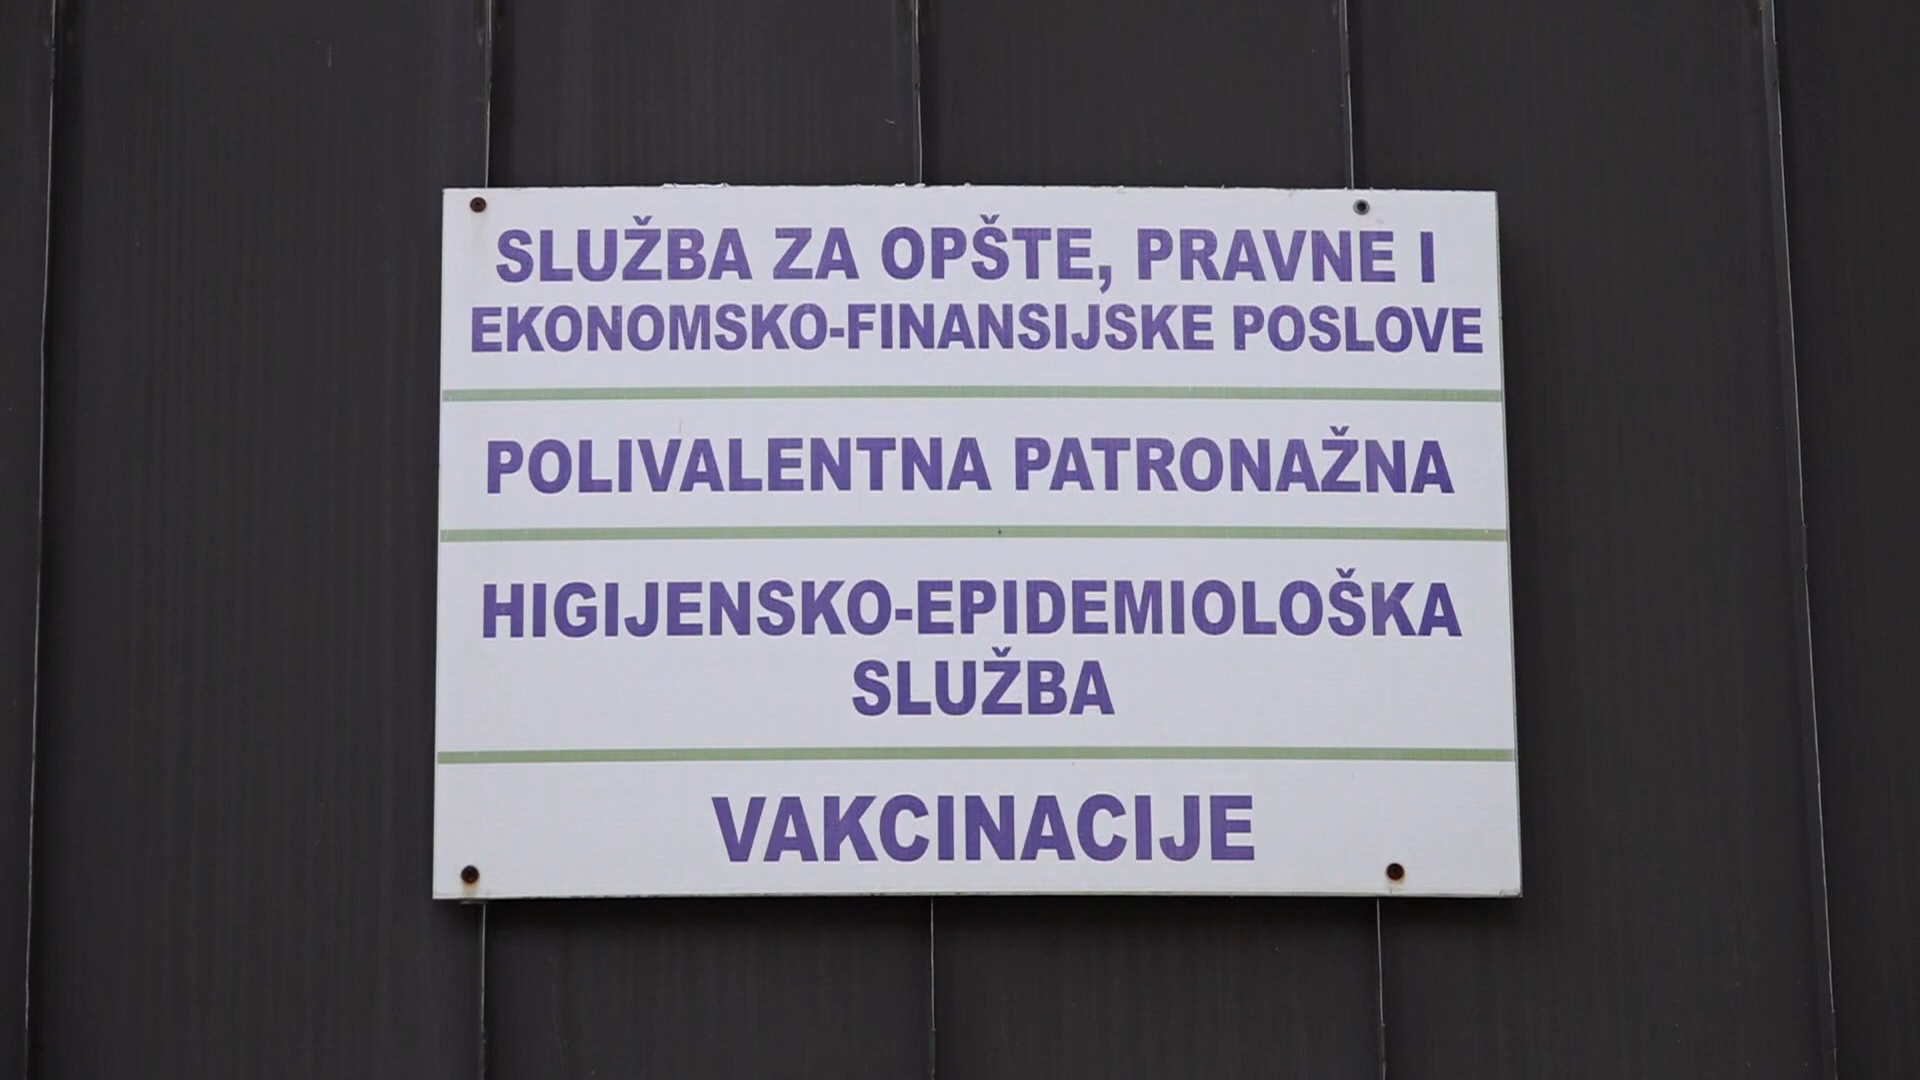 SLUŽBA ZA OPŠTE, PRAVNE I
EKONOMSKO-FINANSIJSKE POSLOVE
POLIVALENTNA PATRONAŽNA
HIGIJENSKO-EPIDEMIOLOŠKA
SLUŽBA
VAKCINACIJE